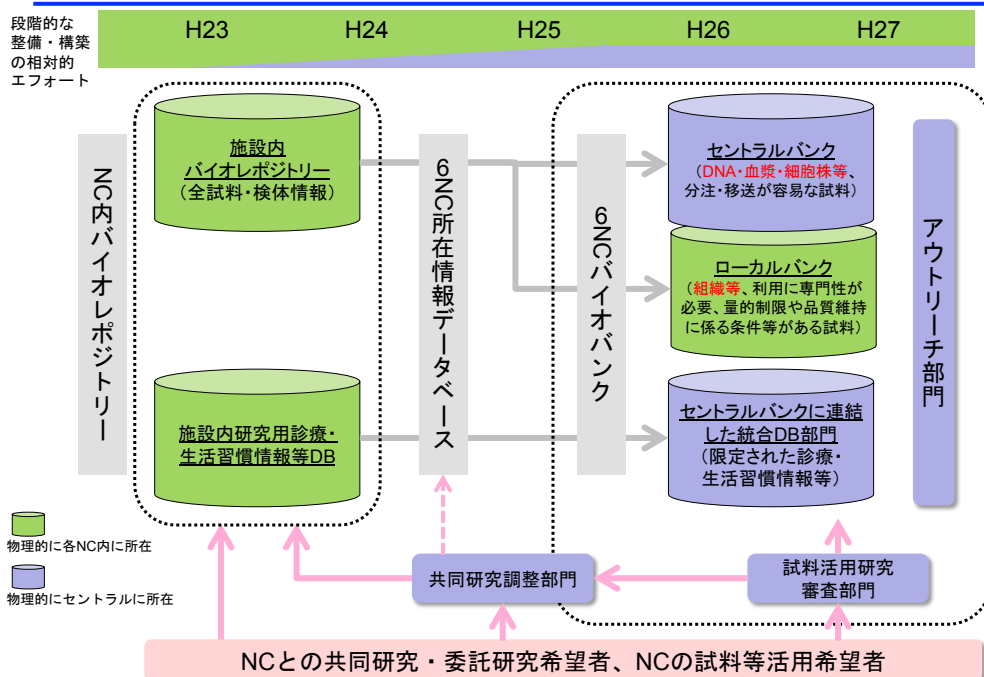 段階的な
整備・構築
の相対的
エフォート
H23
H24
H25
H26
H27
NC内バイオレポジトリー
施設内
バイオレポジトリー
（全試料・検体情報）
施設内研究用診療・
生活習慣情報等DB
6NC所在情報データベース
6NCバイオバンク
セントラルバンク
（DNA・血漿・細胞株等、
分注・移送が容易な試料）
ローカルバンク
（組織等、利用に専門性が
必要、量的制限や品質維持
に係る条件等がある試料）
セントラルバンクに連結
した統合DB部門
（限定された診療・
生活習慣情報等）
アウトリーチ部門
物理的に各NC内に所在
物理的にセントラルに所在
共同研究調整部門
試料活用研究
審査部門
NCとの共同研究・委託研究希望者、NCの試料等活用希望者